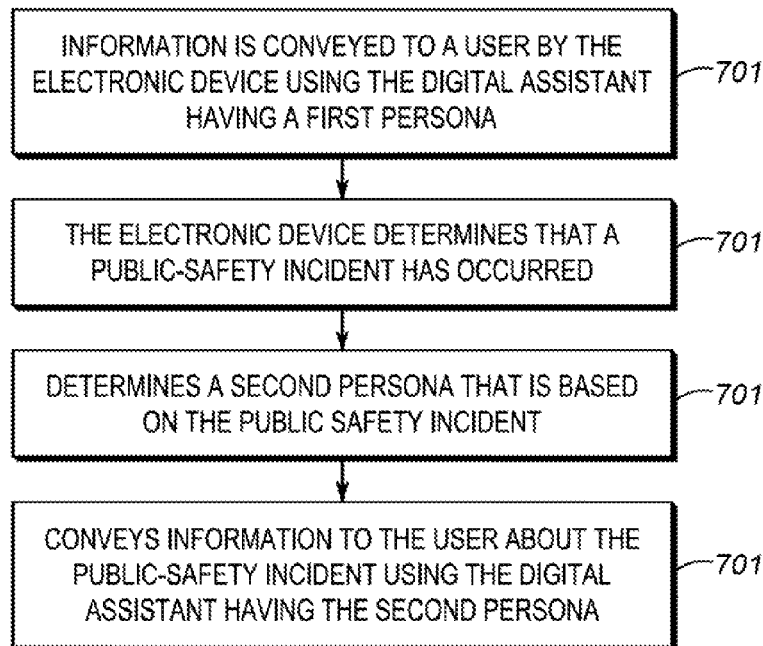 INFORMATION IS CONVEYED TO A USER BY THE
ELECTRONIC DEVICE USING THE DIGITAL ASSISTANT
HAVING A FIRST PERSONA
701
THE ELECTRONIC DEVICE DETERMINES THAT A
PUBLIC-SAFETY INCIDENT HAS OCCURRED
701
DETERMINES A SECOND PERSONA THAT IS BASED
ON THE PUBLIC SAFETY INCIDENT
701
CONVEYS INFORMATION TO THE USER ABOUT THE
PUBLIC-SAFETY INCIDENT USING THE DIGITAL
ASSISTANT HAVING THE SECOND PERSONA
701